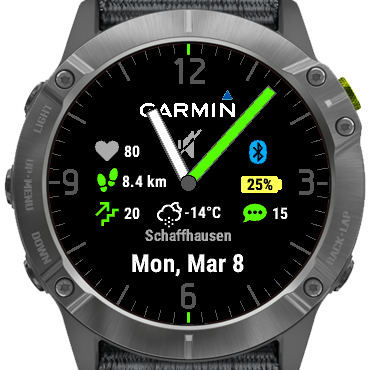 12
GARMIN
LIGHT
80
8.4 km
25%
UP·MENU
9
3
20
-14°C
15
DOWN
BACK·LAP
Schaffhausen
Mon, Mar 8
6